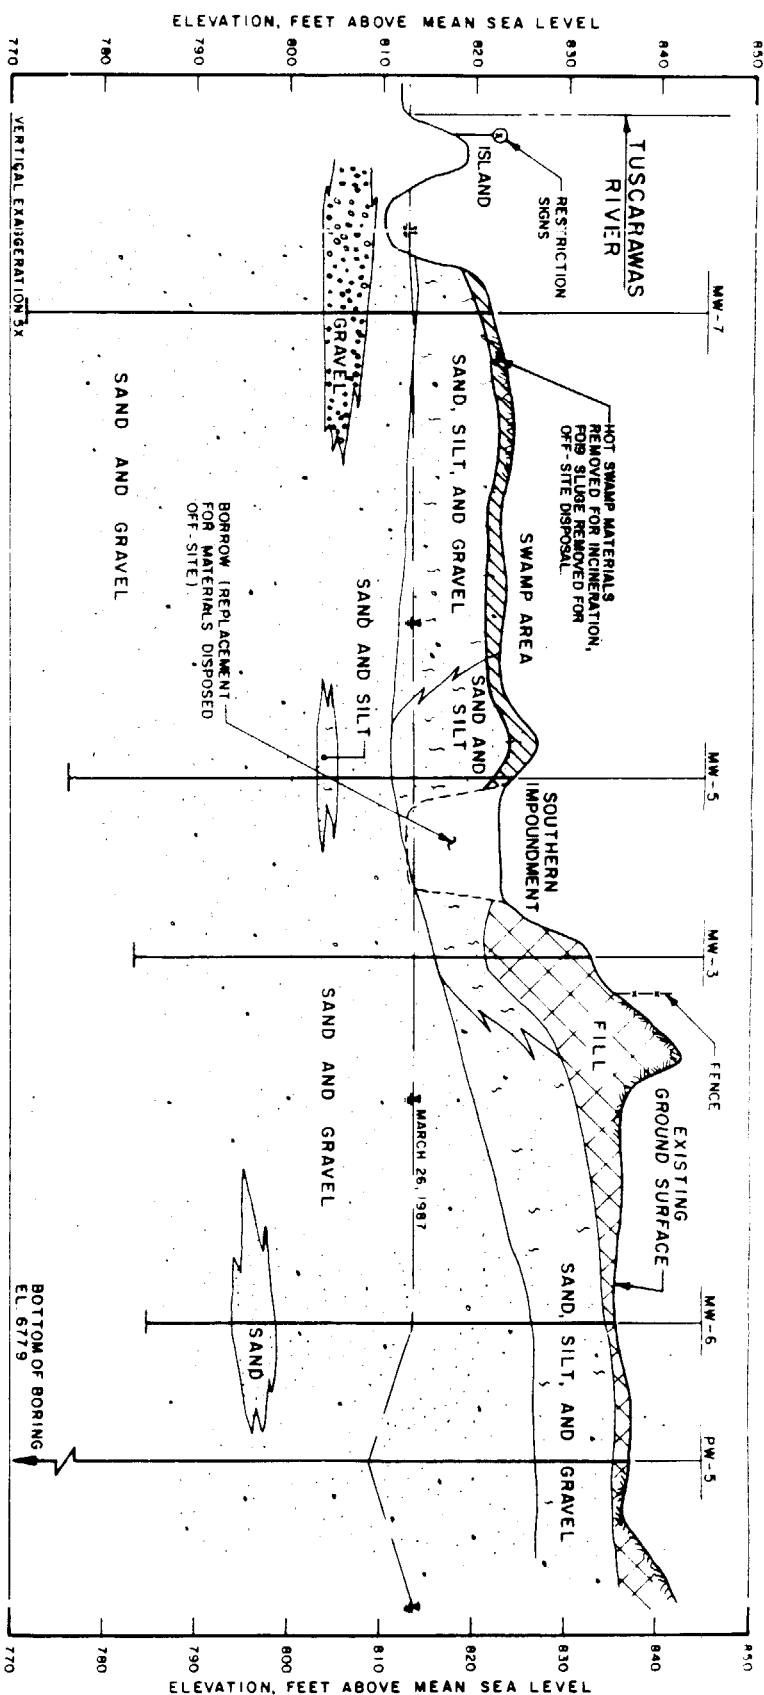 ELEVATION, FEET ABOVE MEAN SEA LEVEL
850
840
830
820
810
800
790
780
770
TUSCARAWAS
RIVER
RESTRICTION
SIGNS
ISLAND
MW-7
HOT SWAMP MATERIALS
REMOVED FOR INCINERATION,
F019 SLUGE REMOVED FOR
OFF-SITE DISPOSAL
SWAMP AREA
MW-5
SOUTHERN
IMPOUNDMENT
MW-3
FENCE
FILL
EXISTING
GROUND SURFACE
MW-6
PW-5
SAND, SILT, AND GRAVEL
SAND AND
SILT
SAND, SILT, AND GRAVEL
MARCH 26, 1987
GRAVEL
SAND AND SILT
BORROW (REPLACEMENT
FOR MATERIALS DISPOSED
OFF-SITE)
SAND AND GRAVEL
SAND AND GRAVEL
SAND
BOTTOM OF BORING
EL. 677.9
VERTICAL EXAGERATION 5X
850
840
830
820
810
800
790
780
770
ELEVATION, FEET ABOVE MEAN SEA LEVEL